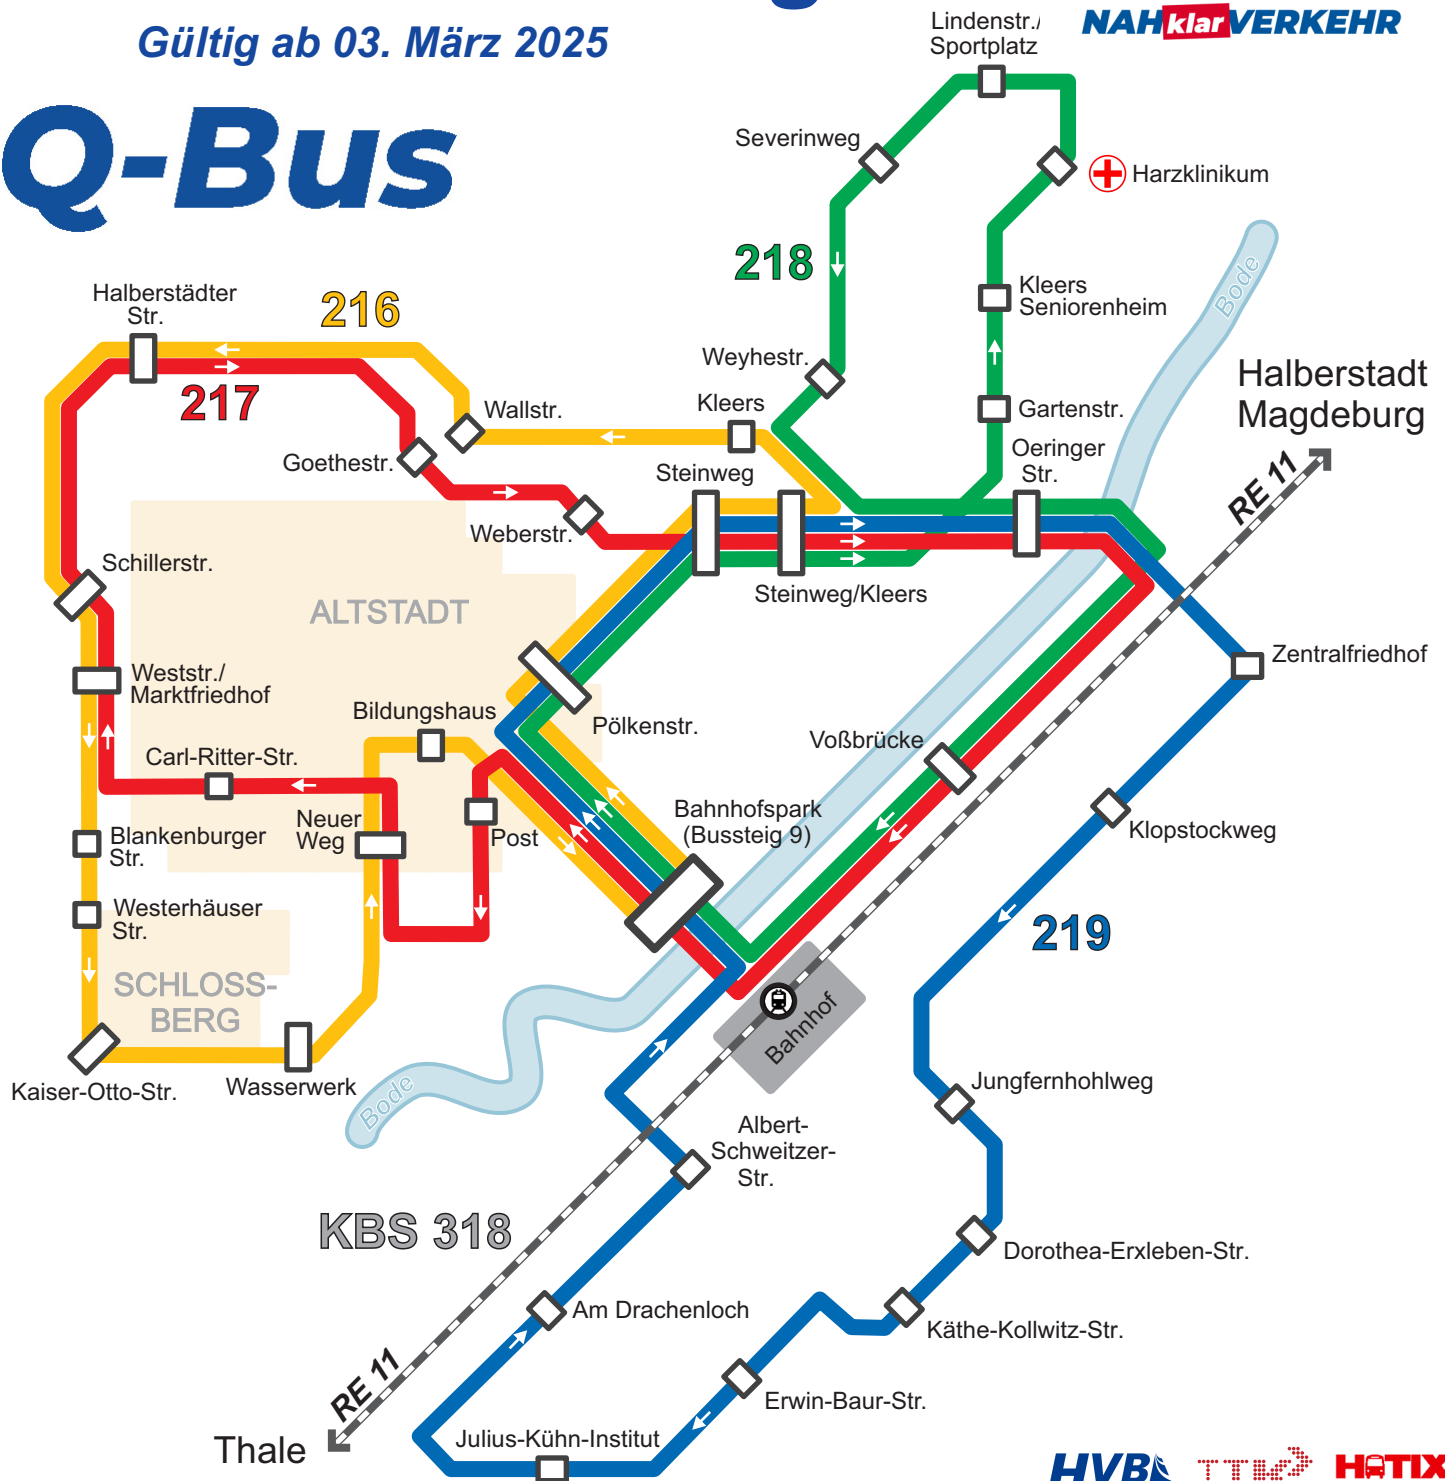 Gültig ab 03. März 2025
Lindenstr./
Sportplatz
NAHklarVERKEHR
Q-Bus
Severinweg
Harzklinikum
218
Bode
Kleers
Seniorenheim
Halberstädter
Str.
216
217
Weyhestr.
Halberstadt
Magdeburg
Wallstr.
Kleers
Gartenstr.
Goethestr.
Steinweg
Oeringer
Str.
RE 11
Weberstr.
Schillerstr.
ALTSTADT
Steinweg/Kleers
Zentralfriedhof
Weststr./
Marktfriedhof
Bildungshaus
Pölkenstr.
Voßbrücke
Carl-Ritter-Str.
Neuer
Weg
Post
Bahnhofspark
(Bussteig 9)
Klopstockweg
Blankenburger
Str.
Westerhäuser
Str.
219
SCHLOSS-
BERG
Bahnhof
Kaiser-Otto-Str.
Wasserwerk
Bode
Jungfernhohlweg
Albert-
Schweitzer-
Str.
KBS 318
Dorothea-Erxleben-Str.
Am Drachenloch
Käthe-Kollwitz-Str.
RE 11
Erwin-Baur-Str.
Thale
Julius-Kühn-Institut
HVB
HATIX